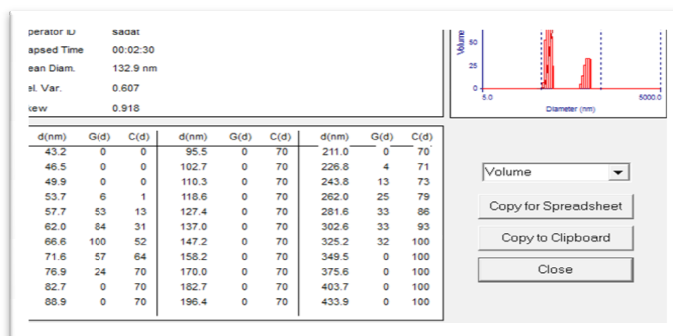 perator ID sadat
apsed Time 00:02:30
ean Diam. 132.9 nm
el. Var. 0.607
kew 0.918
Volume
50
25
0
5.0 5000.0
Diameter (nm)
d(nm) G(d) C(d) d(nm) G(d) C(d) d(nm) G(d) C(d)
43.2 0 0 95.5 0 70 211.0 0 70
46.5 0 0 102.7 0 70 226.8 4 71
49.9 0 0 110.3 0 70 243.8 13 73
53.7 6 1 118.6 0 70 262.0 25 79
57.7 53 13 127.4 0 70 281.6 33 86
62.0 84 31 137.0 0 70 302.6 33 93
66.6 100 52 147.2 0 70 325.2 32 100
71.6 57 64 158.2 0 70 349.5 0 100
76.9 24 70 170.0 0 70 375.6 0 100
82.7 0 70 182.7 0 70 403.7 0 100
88.9 0 70 196.4 0 70 433.9 0 100
Volume
Copy for Spreadsheet
Copy to Clipboard
Close